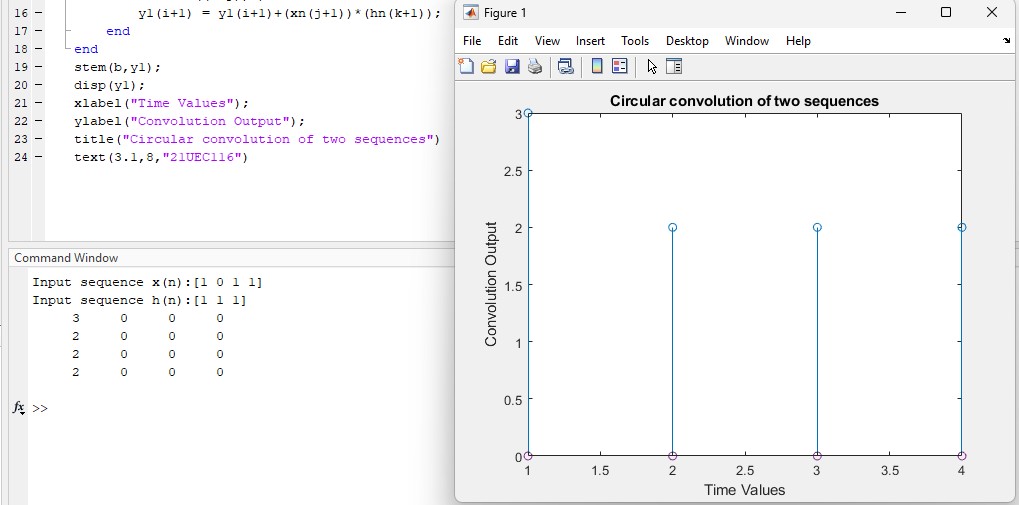 16 - y1(i+1) = y1(i+1)+(xn(j+1))*(hn(k+1));
17 - end
18 - end
19 - stem(b,y1);
20 - disp(y1);
21 - xlabel("Time Values");
22 - ylabel("Convolution Output");
23 - title("Circular convolution of two sequences")
24 - text(3.1,8,"21UEC116")
Command Window
Input sequence x(n):[1 0 1 1]
Input sequence h(n):[1 1 1]
3 0 0 0
2 0 0 0
2 0 0 0
2 0 0 0
fx >>
Figure 1
File Edit View Insert Tools Desktop Window Help
Circular convolution of two sequences
3
2.5
2
1.5
1
0.5
0
Convolution Output
1 1.5 2 2.5 3 3.5 4
Time Values